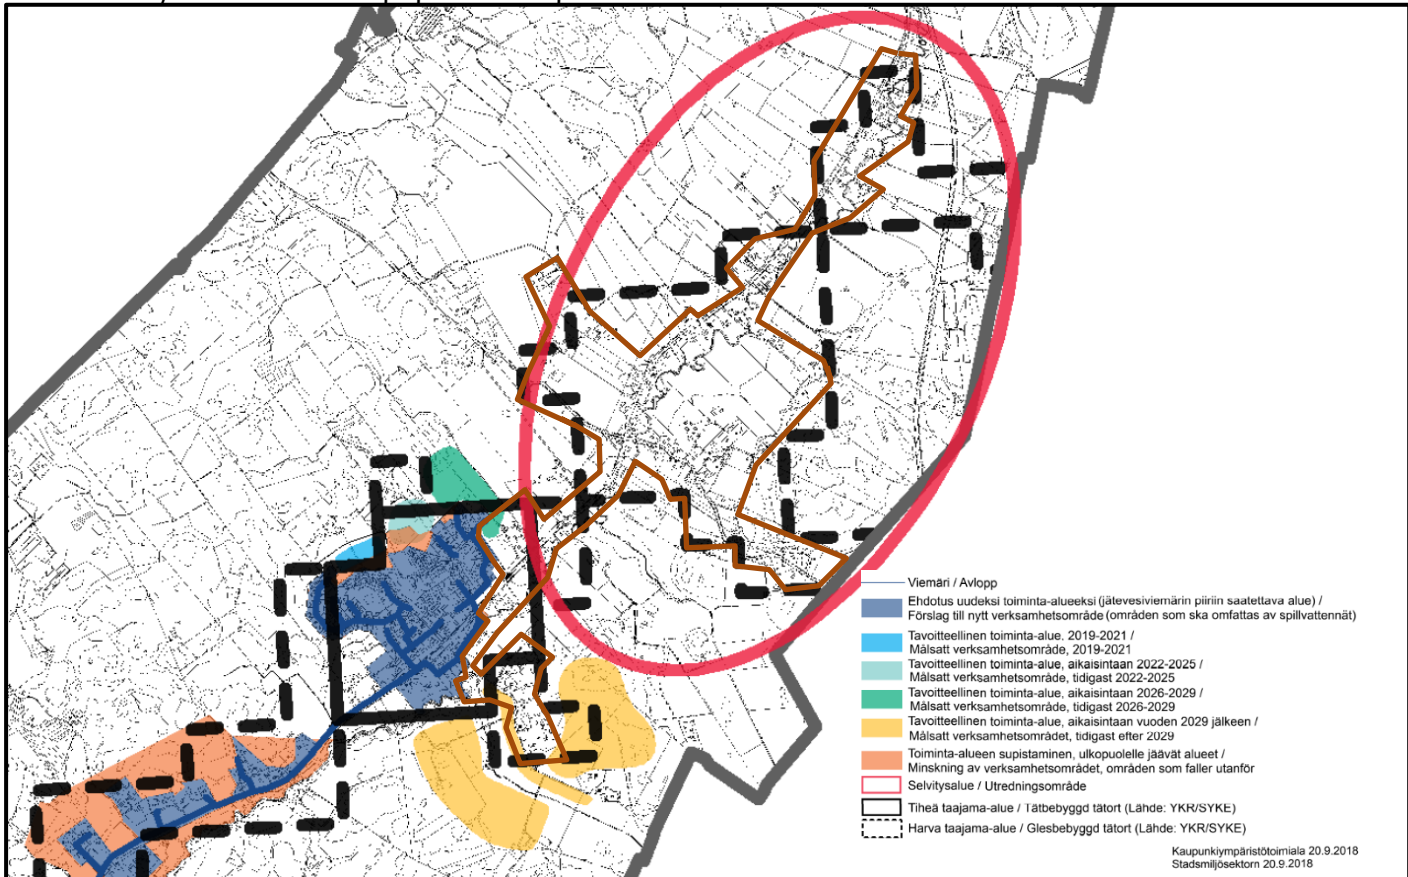 Viemäri / Avlopp
Ehdotus uudeksi toiminta-alueeksi (jätevesiviemärin piiriin saatettava alue) /
Förslag till nytt verksamhetsområde (områden som ska omfattas av spillvattennät)
Tavoitteellinen toiminta-alue, 2019-2021 /
Målsatt verksamhetsområde, 2019-2021
Tavoitteellinen toiminta-alue, aikaisintaan 2022-2025 /
Målsatt verksamhetsområde, tidigast 2022-2025
Tavoitteellinen toiminta-alue, aikaisintaan 2026-2029 /
Målsatt verksamhetsområde, tidigast 2026-2029
Tavoitteellinen toiminta-alue, aikaisintaan vuoden 2029 jälkeen /
Målsatt verksamhetsområdet, tidigast efter 2029
Toiminta-alueen supistaminen, ulkopuolelle jäävät alueet /
Minskning av verksamhetsområdet, områden som faller utanför
Selvitysalue / Utredningsområde
Tiheä taajama-alue / Tätbebyggd tätort (Lähde: YKR/SYKE)
Harva taajama-alue / Glesbebyggd tätort (Lähde: YKR/SYKE)
Kaupunkiympäristötoimiala 20.9.2018
Stadsmiljösektorn 20.9.2018